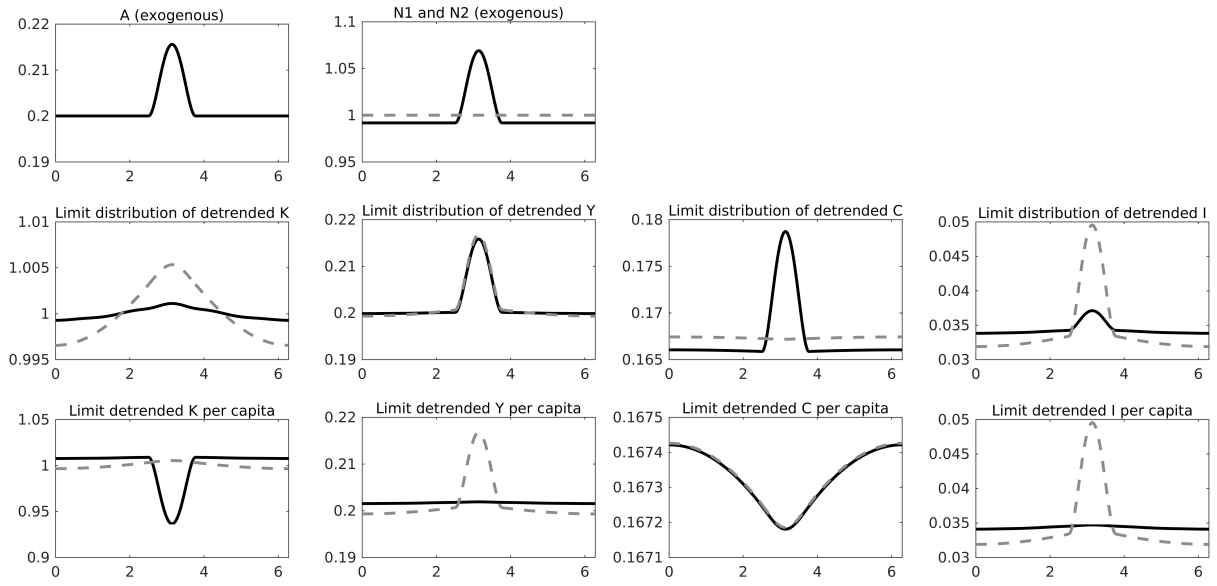 A (exogenous)
0.22
0.21
0.2
0.19
0 2 4 6
N1 and N2 (exogenous)
1.1
1.05
1
0.95
0 2 4 6
Limit distribution of detrended K
1.01
1.005
1
0.995
0 2 4 6
Limit distribution of detrended Y
0.22
0.21
0.2
0.19
0 2 4 6
Limit distribution of detrended C
0.18
0.175
0.17
0.165
0 2 4 6
Limit distribution of detrended I
0.05
0.045
0.04
0.035
0.03
0 2 4 6
Limit detrended K per capita
1.05
1
0.95
0.9
0 2 4 6
Limit detrended Y per capita
0.22
0.21
0.2
0.19
0 2 4 6
Limit detrended C per capita
0.1675
0.1674
0.1673
0.1672
0.1671
0 2 4 6
Limit detrended I per capita
0.05
0.045
0.04
0.035
0.03
0 2 4 6